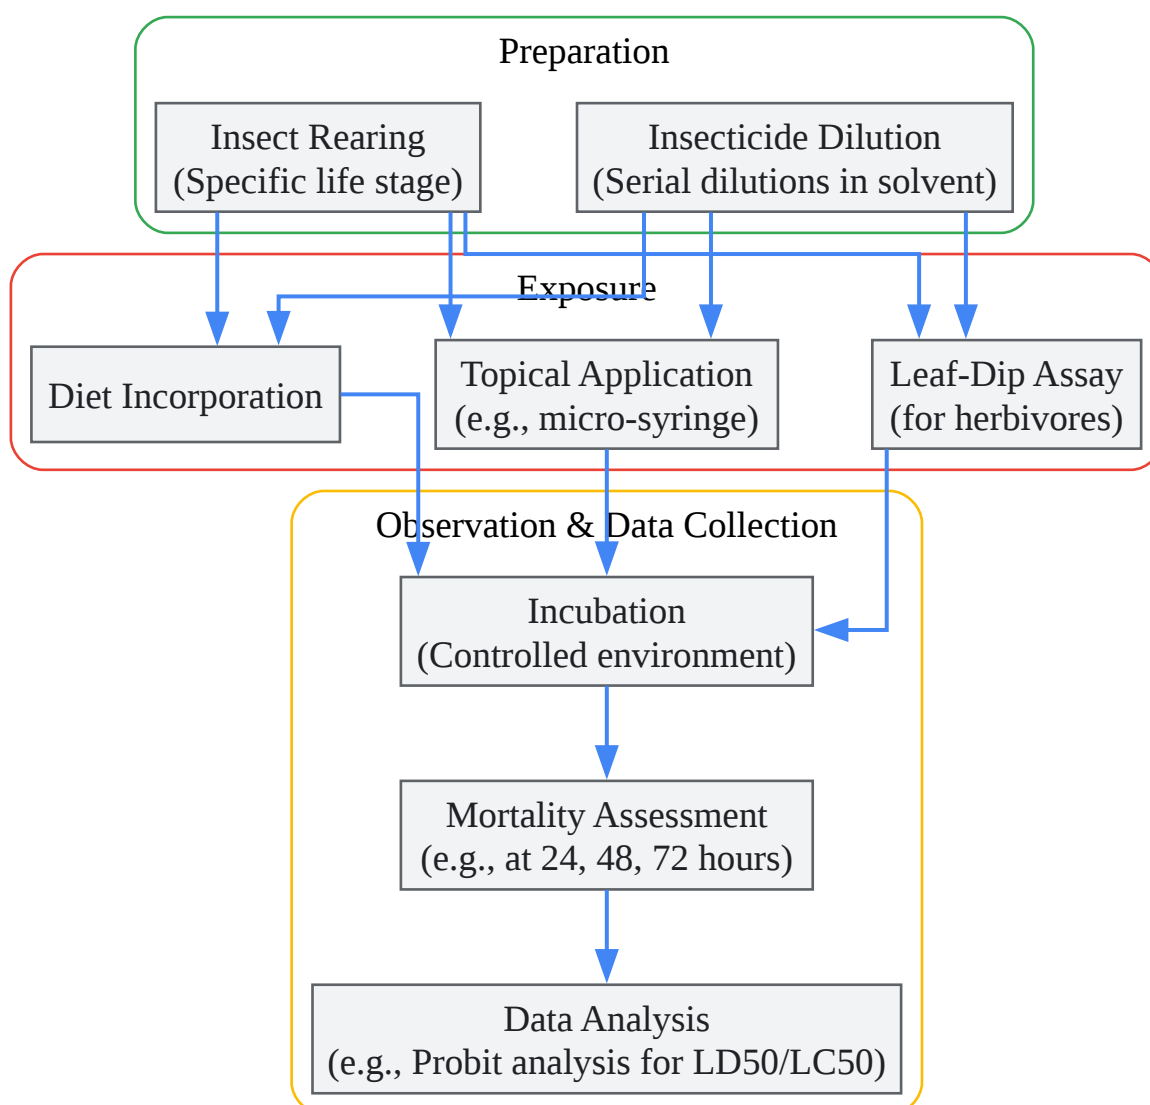 Preparation
Insect Rearing
(Specific life stage)
Insecticide Dilution
(Serial dilutions in solvent)
Exposure
Diet Incorporation
Topical Application
(e.g., micro-syringe)
Leaf-Dip Assay
(for herbivores)
Observation & Data Collection
Incubation
(Controlled environment)
Mortality Assessment
(e.g., at 24, 48, 72 hours)
Data Analysis
(e.g., Probit analysis for LD50/LC50)